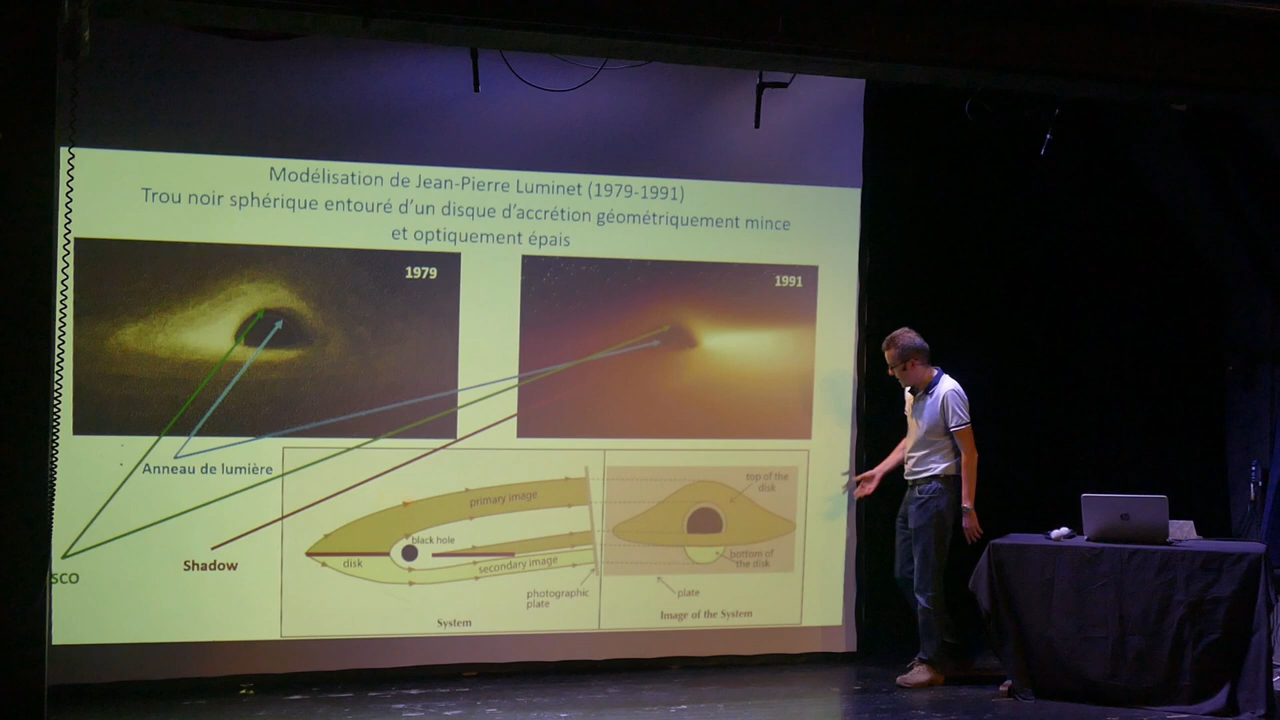 Modélisation de Jean-Pierre Luminet (1979-1991)
Trou noir sphérique entouré d'un disque d'accrétion géométriquement mince
et optiquement épais
1979
1991
Anneau de lumière
SCO
Shadow
primary image
black hole
disk
secondary image
photographic
plate
System
top of the
disk
bottom of
the disk
plate
Image of the System
hp